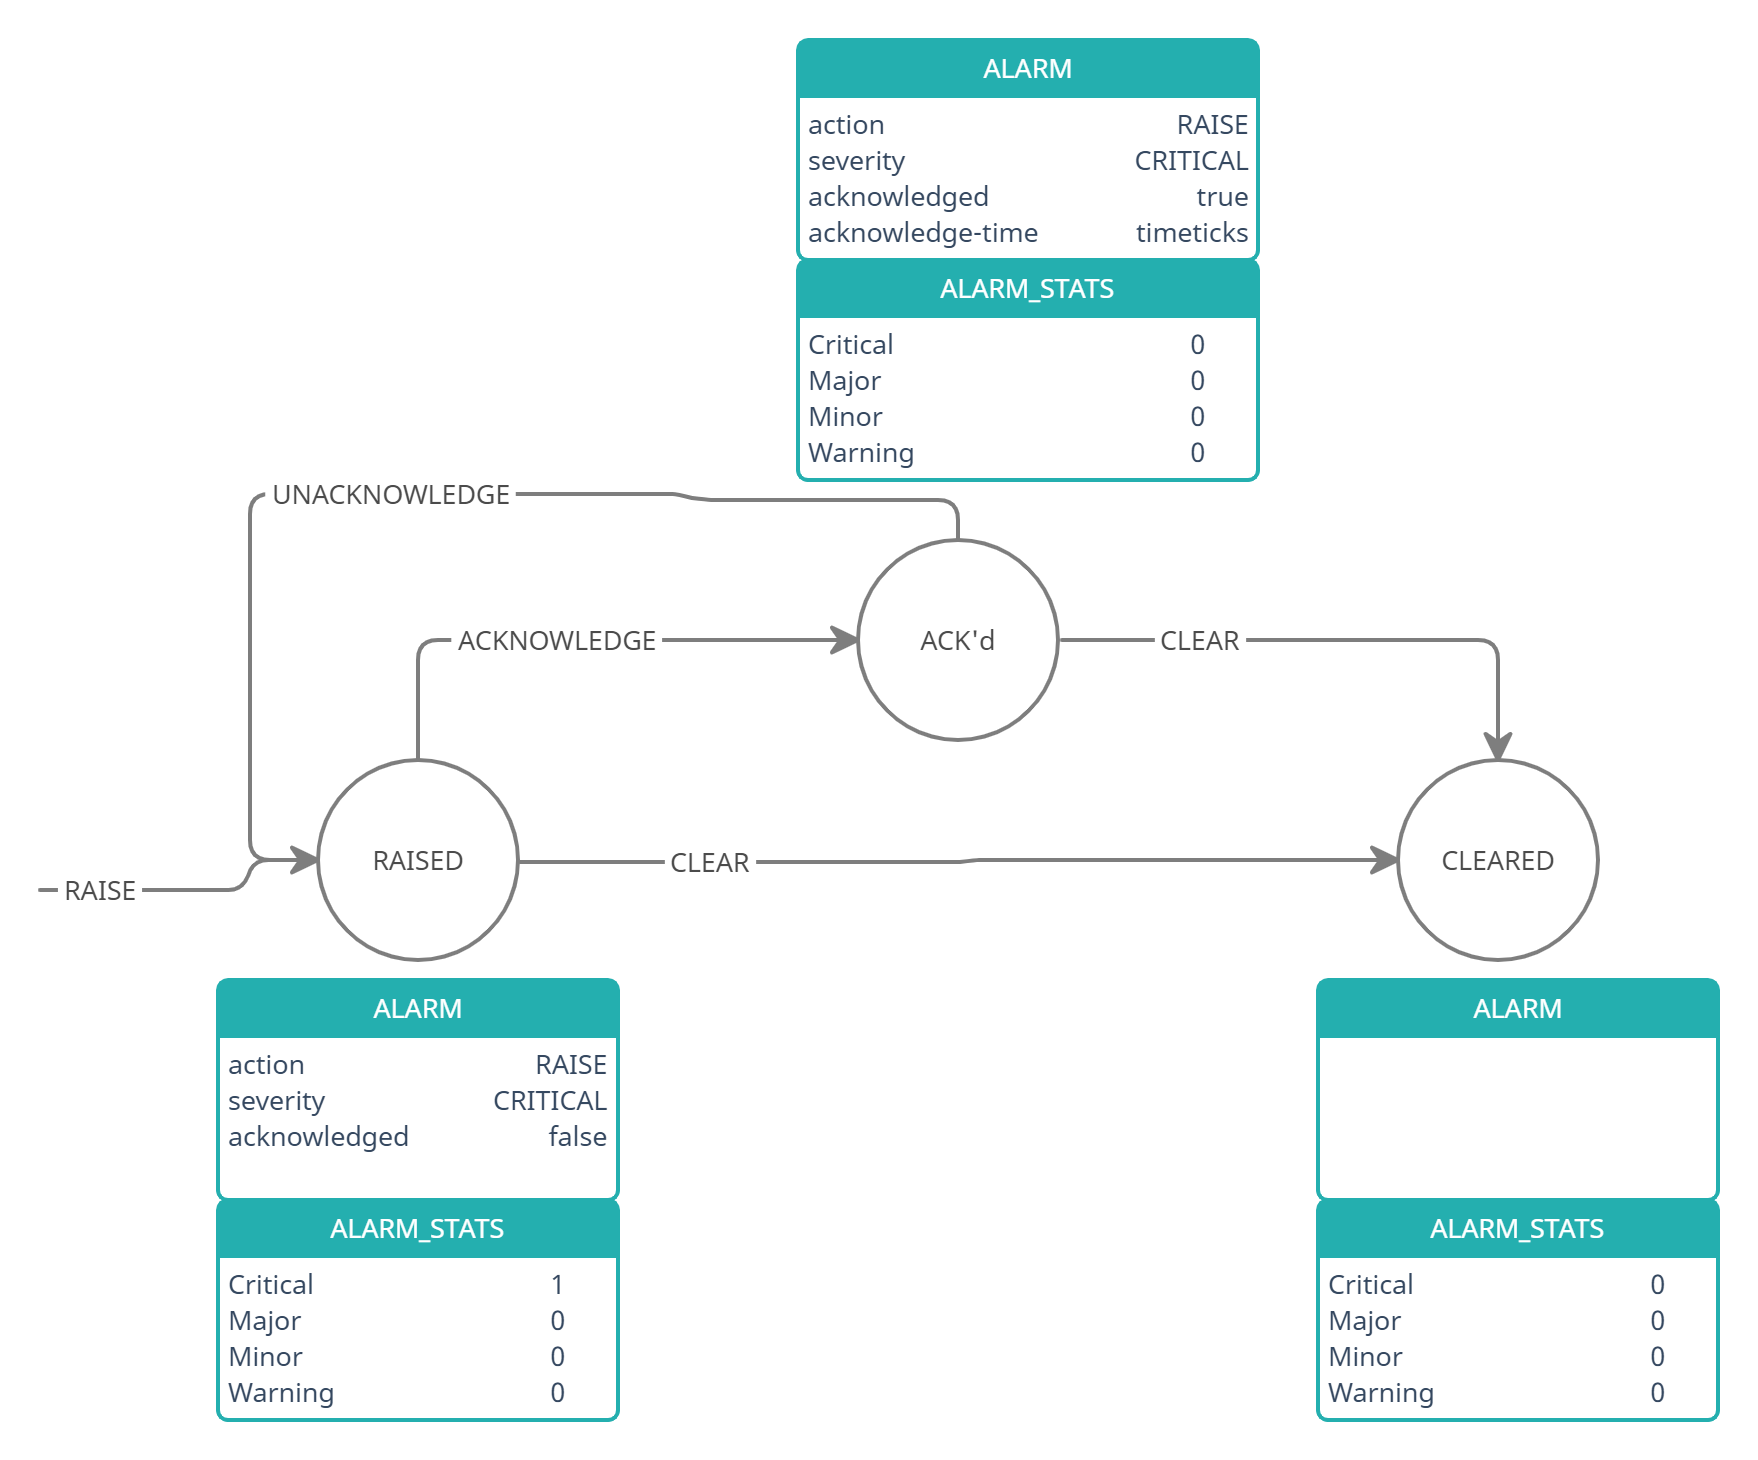 ALARM
action RAISE
severity CRITICAL
acknowledged true
acknowledge-time timeticks
ALARM_STATS
Critical 0
Major 0
Minor 0
Warning 0
UNACKNOWLEDGE
ACKNOWLEDGE
ACK'd
CLEAR
RAISE
RAISED
CLEAR
CLEARED
ALARM
action RAISE
severity CRITICAL
acknowledged false
ALARM_STATS
Critical 1
Major 0
Minor 0
Warning 0
ALARM
ALARM_STATS
Critical 0
Major 0
Minor 0
Warning 0